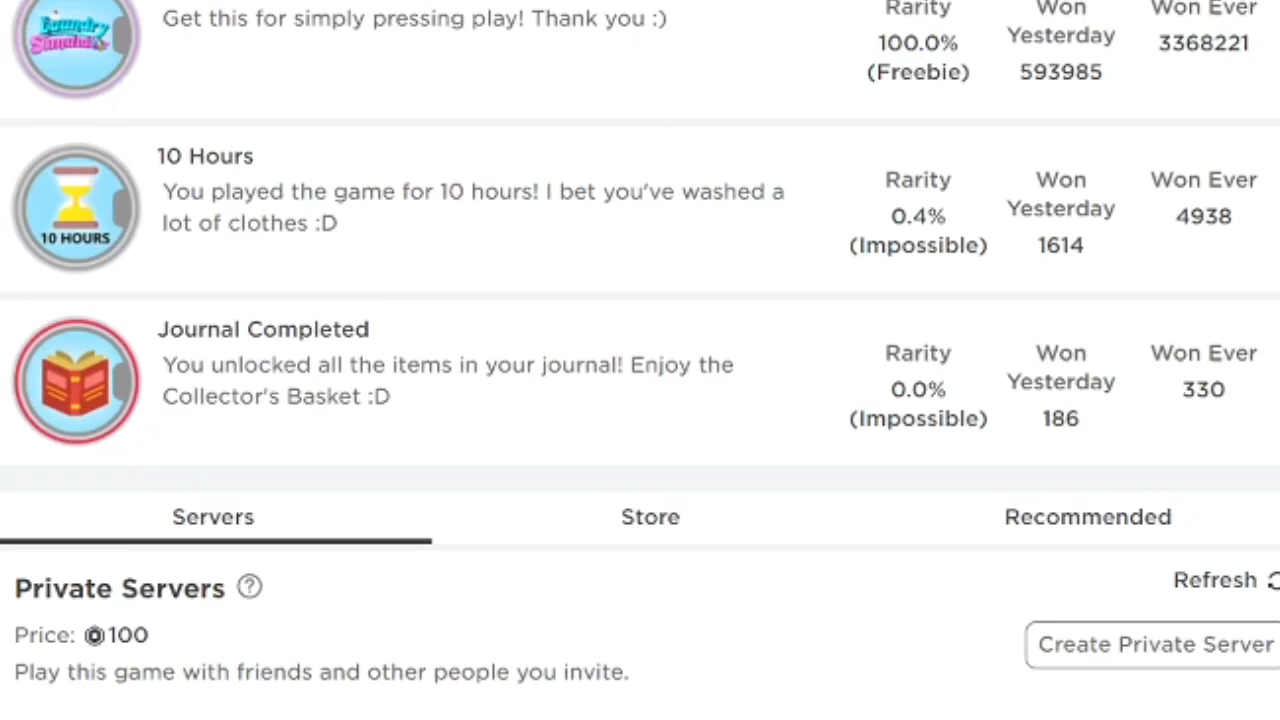 Laundry
Simulator
Get this for simply pressing play! Thank you :)
Rarity
100.0%
(Freebie)
Won
Yesterday
593985
Won Ever
3368221
10 HOURS
10 Hours
You played the game for 10 hours! I bet you've washed a
lot of clothes :D
Rarity
0.4%
(Impossible)
Won
Yesterday
1614
Won Ever
4938
Journal Completed
You unlocked all the items in your journal! Enjoy the
Collector's Basket :D
Rarity
0.0%
(Impossible)
Won
Yesterday
186
Won Ever
330
Servers
Store
Recommended
Private Servers ?
Refresh
Price: 100
Create Private Server
Play this game with friends and other people you invite.